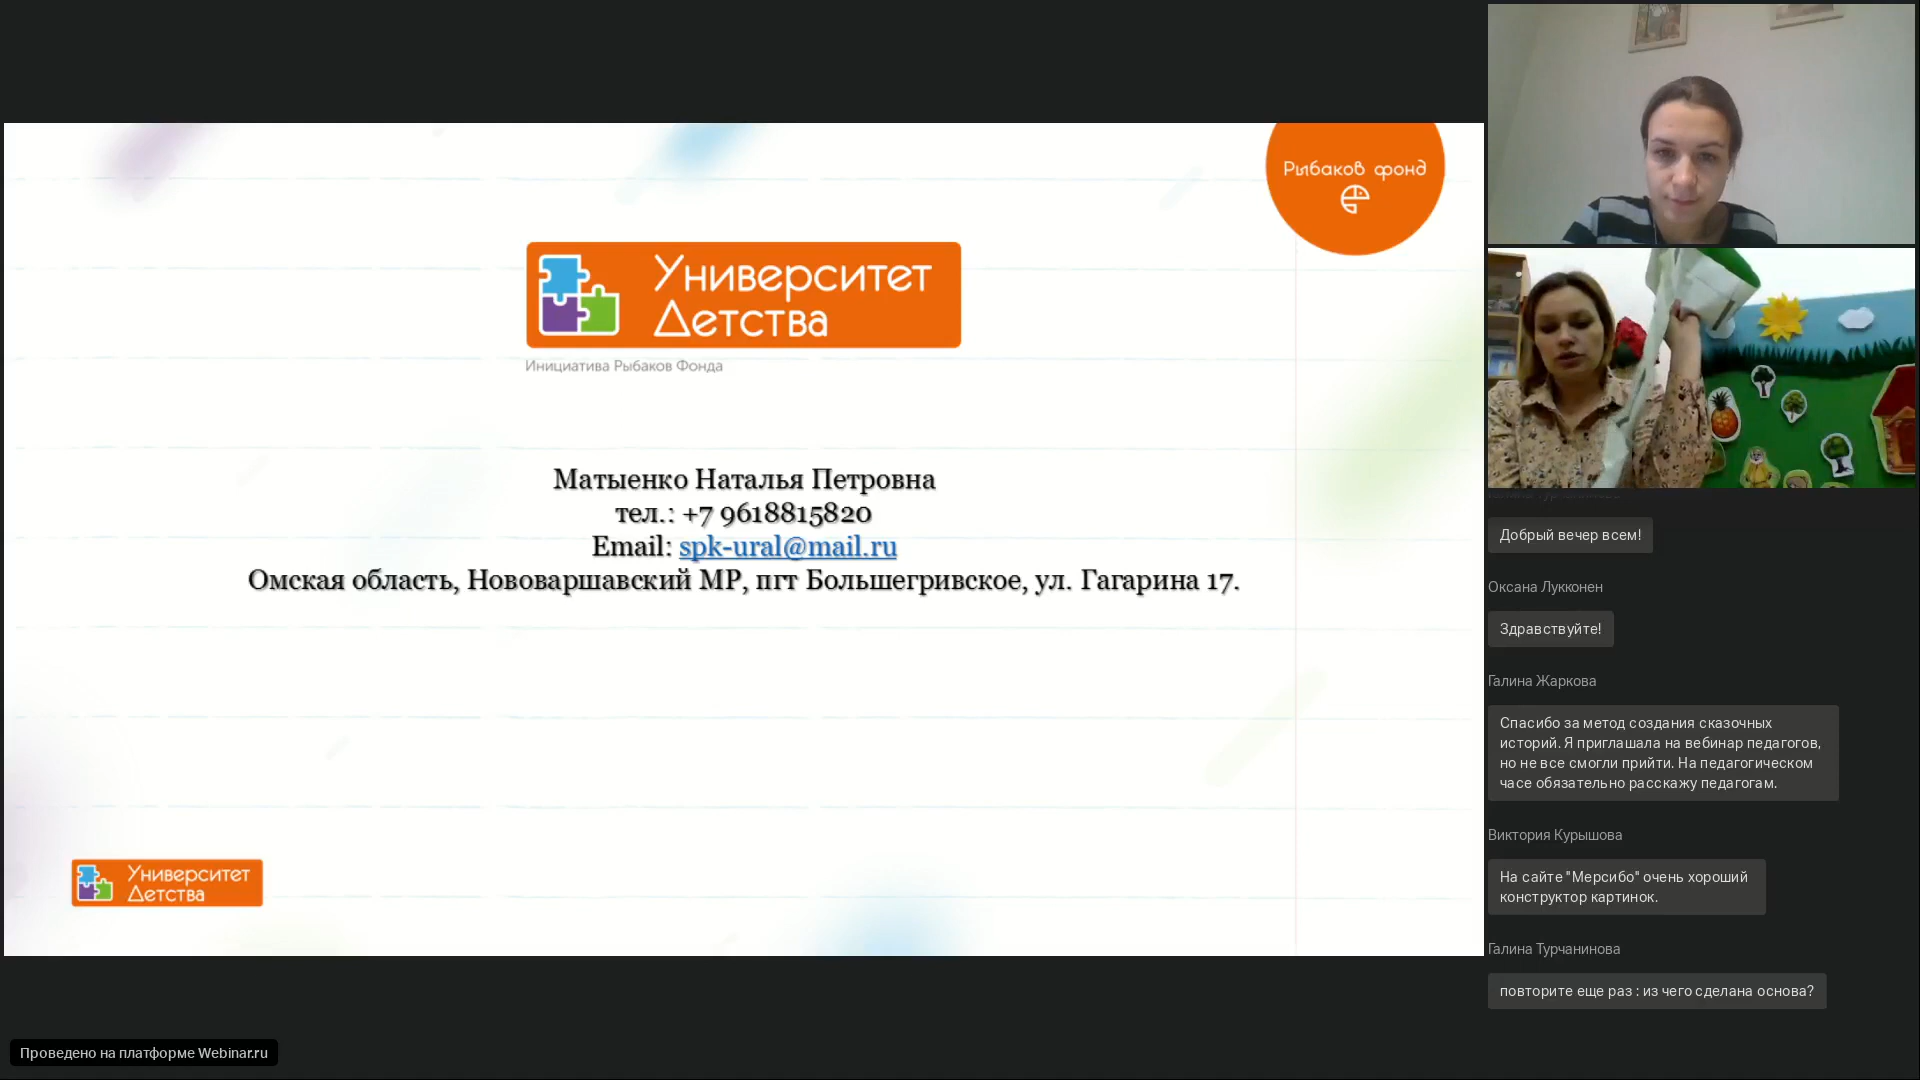 Рыбаков фонд
Университет
Детства
Инициатива Рыбаков Фонда
Матыенко Наталья Петровна
тел.: +7 9618815820
Email: spk-ural@mail.ru
Омская область, Нововаршавский МР, пгт Большегривское, ул. Гагарина 17.
Университет
Детства
Проведено на платформе Webinar.ru
Добрый вечер всем!
Оксана Лукконен
Здравствуйте!
Галина Жаркова
Спасибо за метод создания сказочных
историй. Я приглашала на вебинар педагогов,
но не все смогли прийти. На педагогическом
часе обязательно расскажу педагогам.
Виктория Курышова
На сайте "Мерсибо" очень хороший
конструктор картинок.
Галина Турчанинова
повторите еще раз : из чего сделана основа?